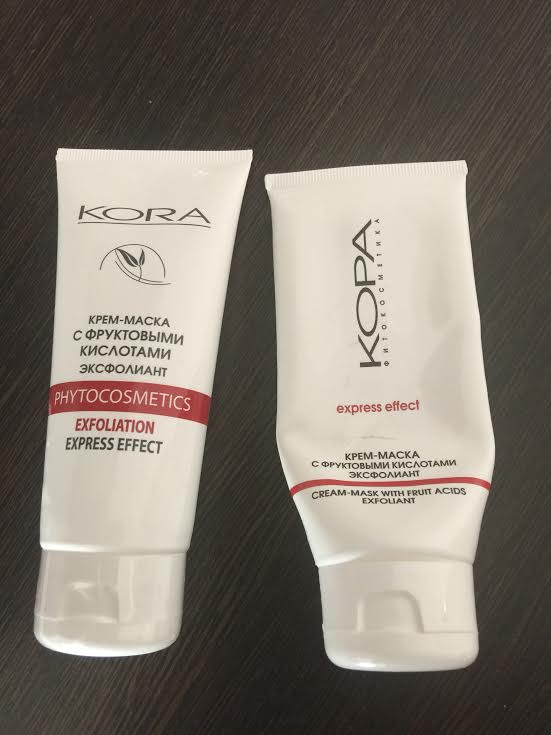 KORA
КРЕМ-МАСКА
С ФРУКТОВЫМИ
КИСЛОТАМИ
ЭКСФОЛИАНТ
PHYTOCOSMETICS
EXFOLIATION
EXPRESS EFFECT
КОРА
ФИТОКОСМЕТИКА
express effect
КРЕМ-МАСКА
С ФРУКТОВЫМИ КИСЛОТАМИ
ЭКСФОЛИАНТ
CREAM-MASK WITH FRUIT ACIDS
EXFOLIANT